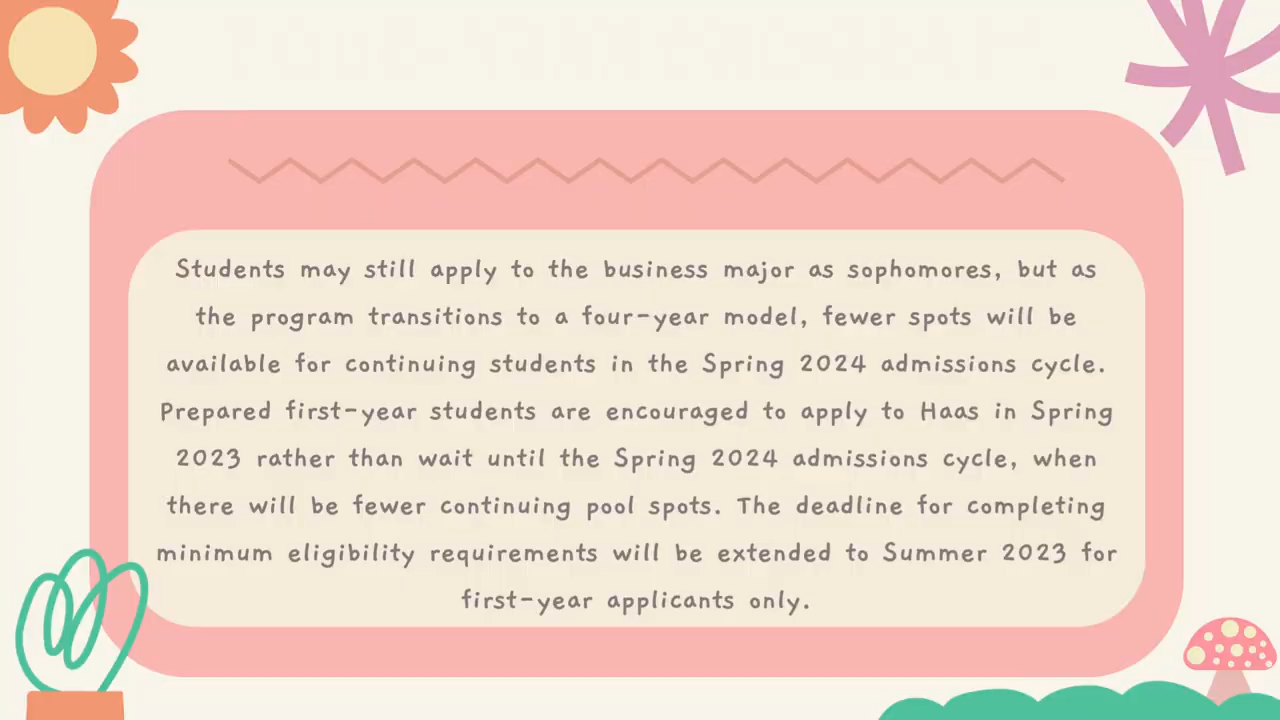 Students may still apply to the business major as sophomores, but as
the program transitions to a four-year model, fewer spots will be
available for continuing students in the Spring 2024 admissions cycle.
Prepared first-year students are encouraged to apply to Haas in Spring
2023 rather than wait until the Spring 2024 admissions cycle, when
there will be fewer continuing pool spots. The deadline for completing
minimum eligibility requirements will be extended to Summer 2023 for
first-year applicants only.